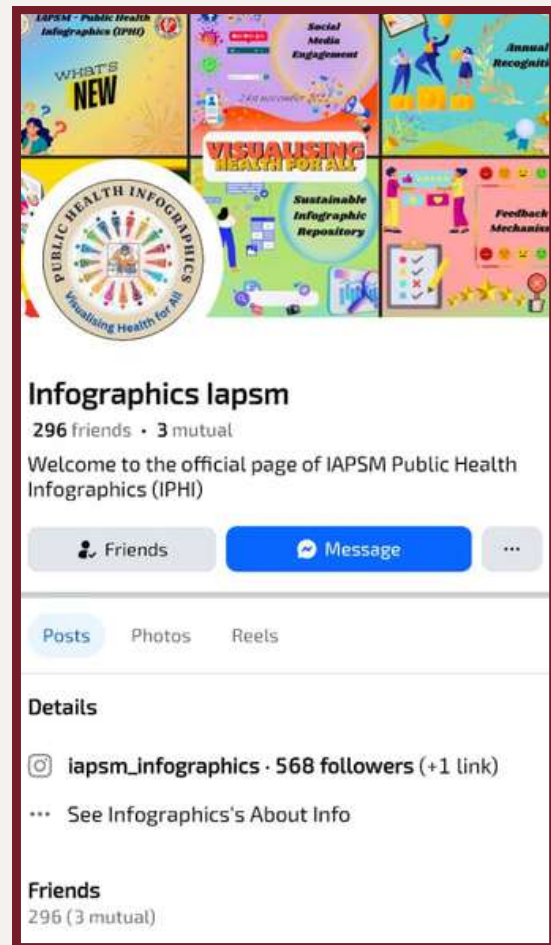 IAPSM - Public Health
Infographics (IPHI)
WHAT'S
NEW
Social
Media
Engagement
Annual
VISUALISING
HEALTH FOR ALL
Sustainable
Infographic
Repository
Feedback
PUBLIC HEALTH INFOGRAPHICS
Visualising Health for All
Infographics Iapsm
296 friends • 3 mutual
Welcome to the official page of IAPSM Public Health
Infographics (IPHI)
Friends
Message
Posts Photos Reels
Details
iapsm_infographics · 568 followers (+1 link)
See Infographics's About Info
Friends
296 (3 mutual)